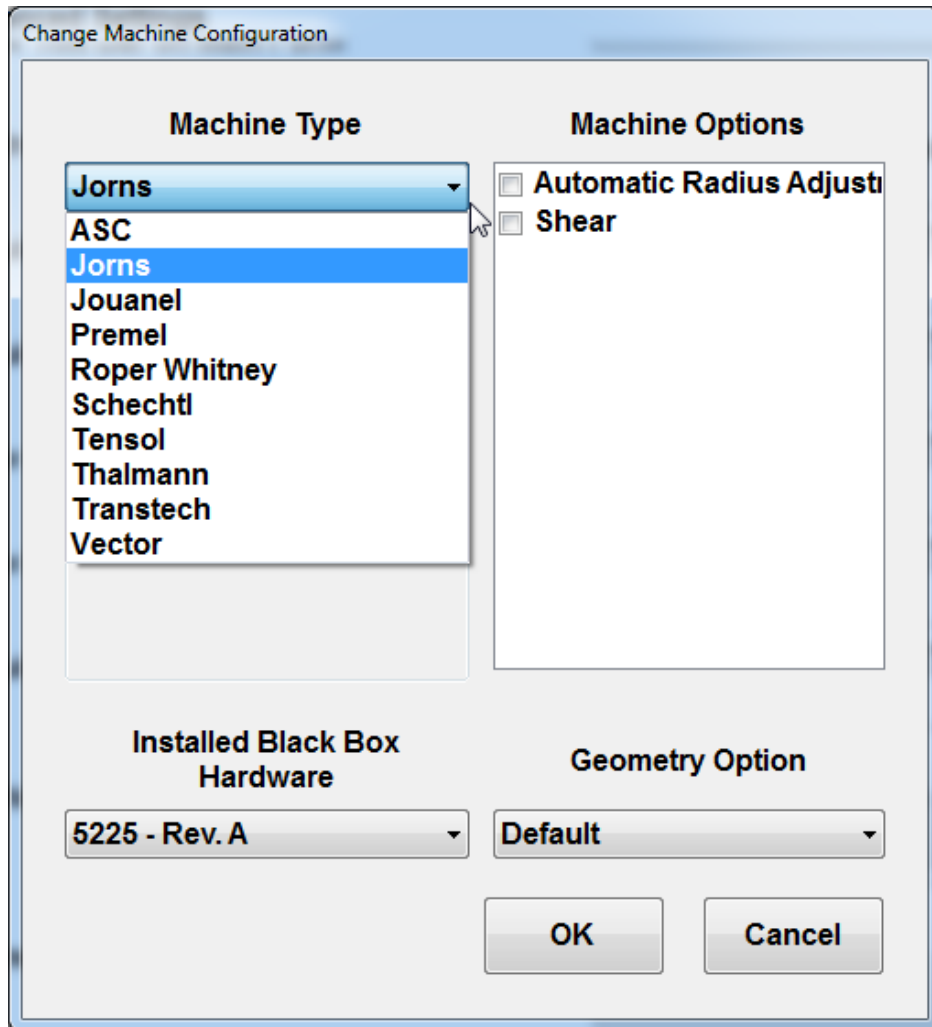 Change Machine Configuration
Machine Type
Jorns
ASC
Jorns
Jouanel
Premel
Roper Whitney
Schechtl
Tensol
Thalmann
Transtech
Vector
Machine Options
Automatic Radius Adjust
Shear
Installed Black Box
Hardware
5225 - Rev. A
Geometry Option
Default
OK
Cancel